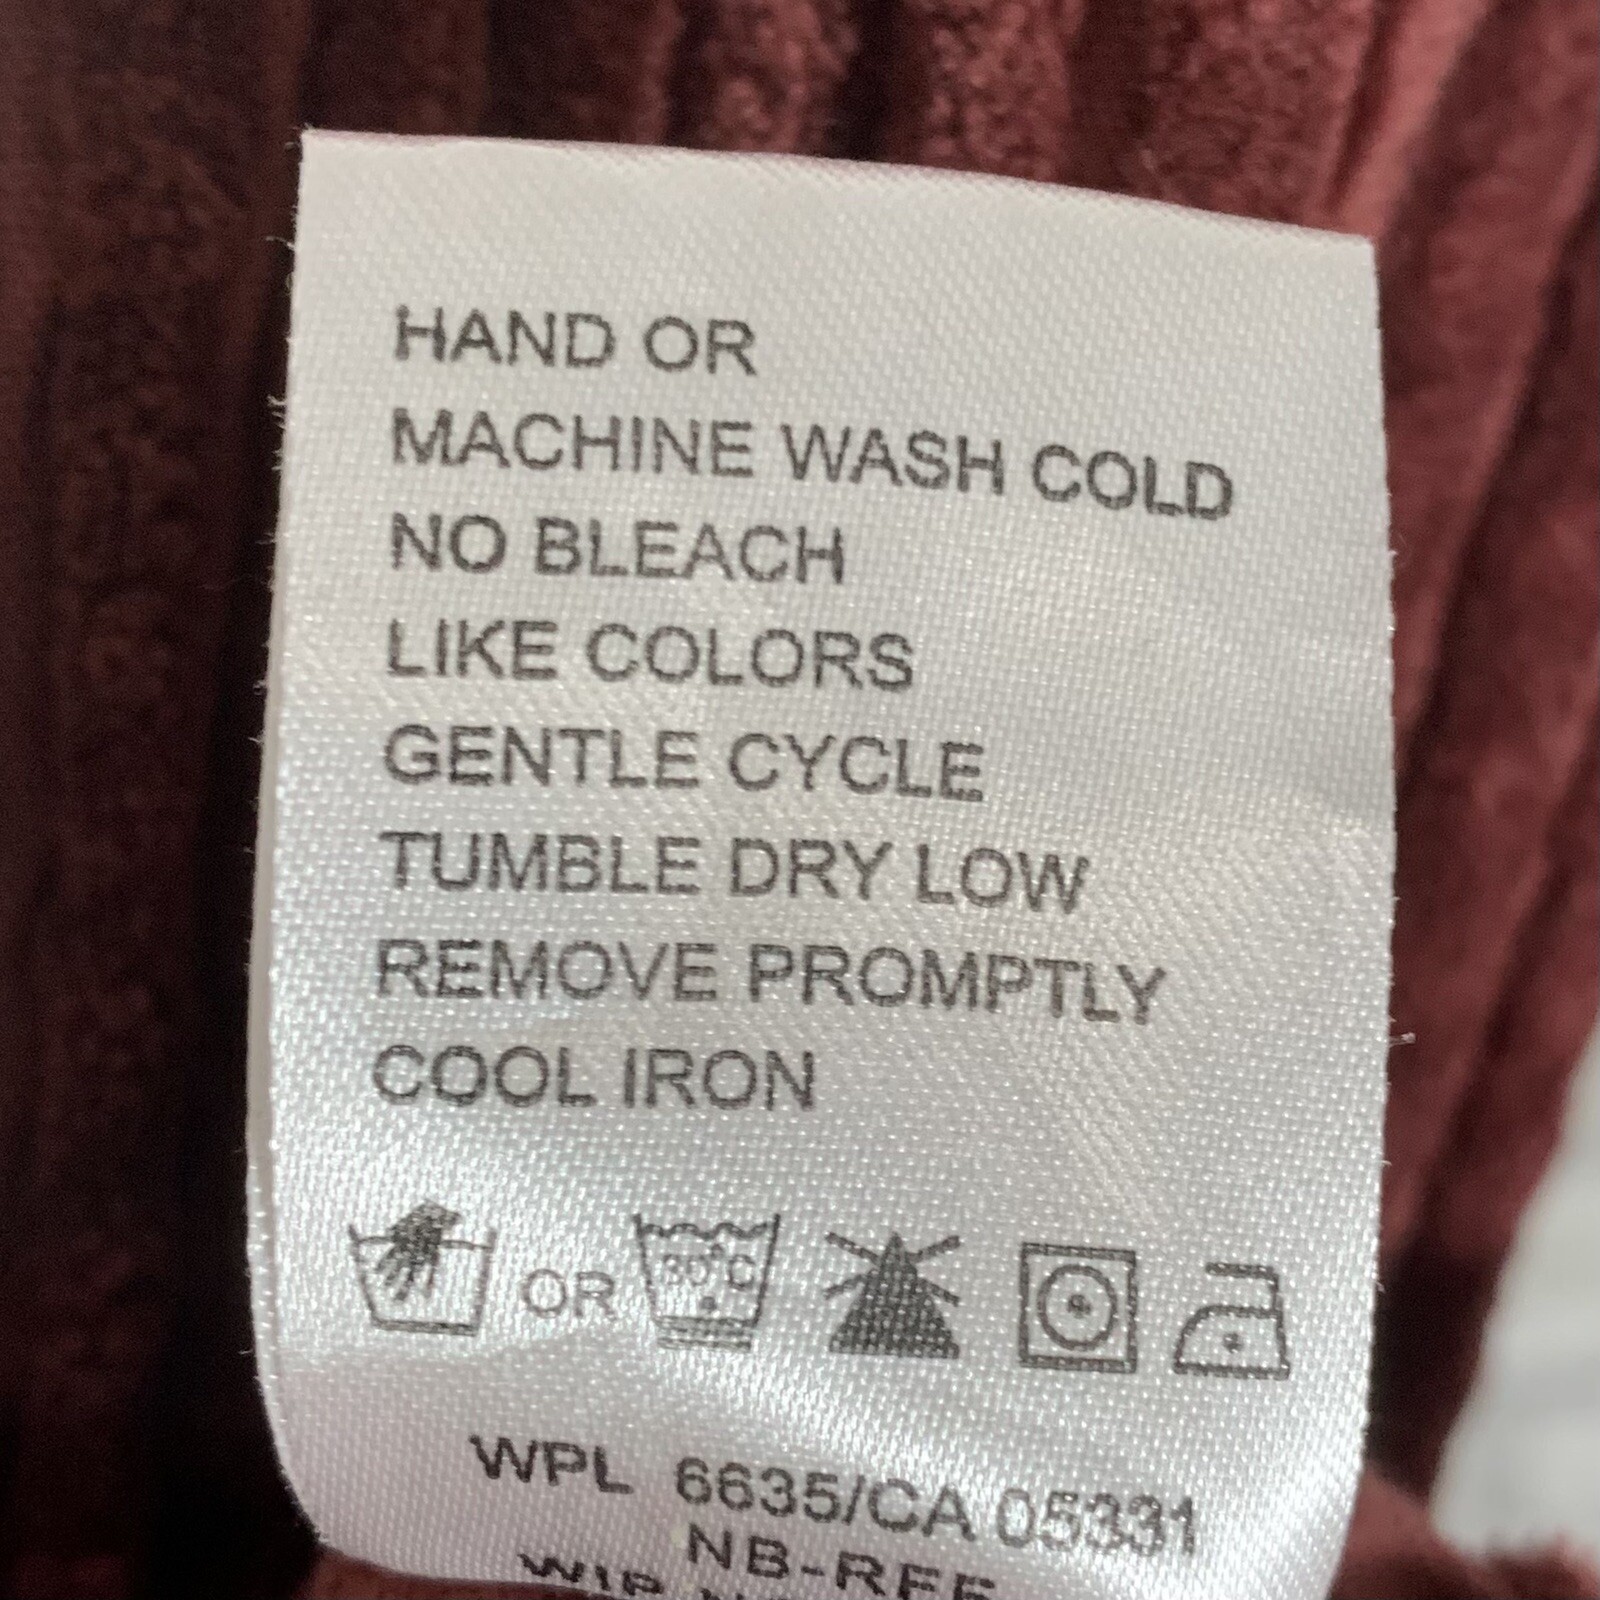 HAND OR
MACHINE WASH COLD
NO BLEACH
LIKE COLORS
GENTLE CYCLE
TUMBLE DRY LOW
REMOVE PROMPTLY
COOL IRON
OR 30°C
WPL 6635/CA 05331
NB-REF
WIP